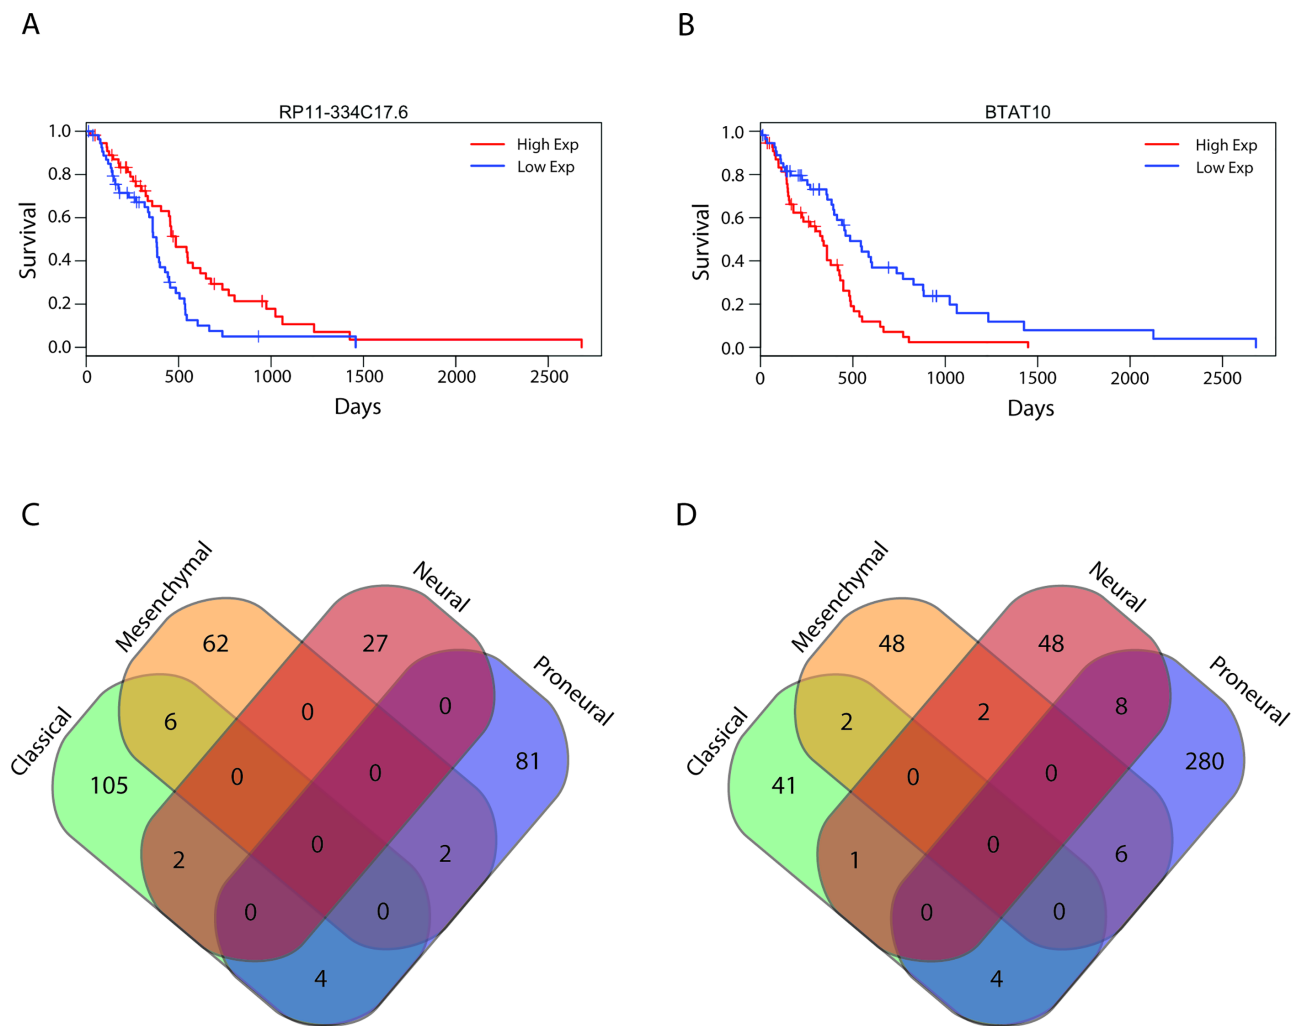 A
B
RP11-334C17.6
BTAT10
1.0
0.8
0.6
0.4
0.2
0.0
Survival
High Exp
Low Exp
0 500 1000 1500 2000 2500
Days
1.0
0.8
0.6
0.4
0.2
0.0
Survival
High Exp
Low Exp
0 500 1000 1500 2000 2500
Days
C
Classical
Mesenchymal
Neural
Proneural
62 27
6 0 0
105 0 0 81
2 0 2
0 0
4
D
Classical
Mesenchymal
Neural
Proneural
48 48
2 2 8
41 0 0 280
1 0 6
0 0
4